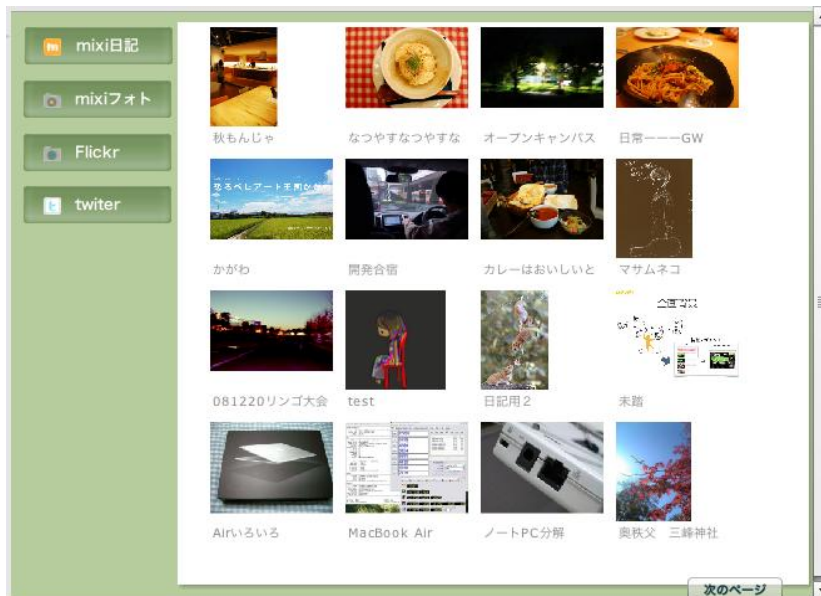 mixi日記
mixiフォト
Flickr
twiter
秋もんじゃ
なつやすなつやすな
オープンキャンパス
日常ーーーGW
かがわ
開発合宿
カレーはおいしいと
マサムネコ
081220リンゴ大会
test
日記用2
未踏
Airいろいろ
MacBook Air
ノートPC分解
奥秩父 三峰神社
次のページ